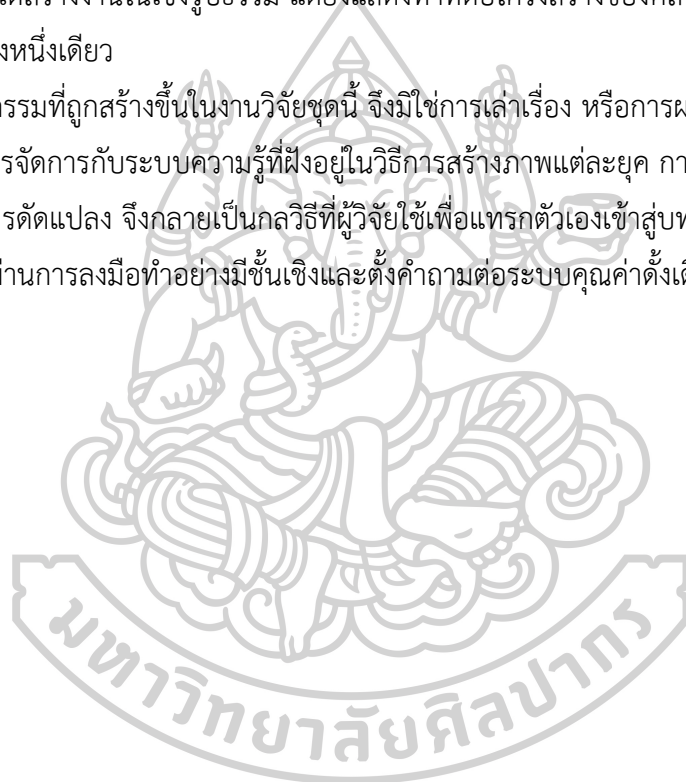 งหนึ่งเดียว
กรรมที่ถูกสร้างขึ้นในงานวิจัยชุดนี้ จึงมิใช่การเล่าเรื่อง หรือการผ
รจัดการกับระบบความรู้ที่ฝังอยู่ในวิธีการสร้างภาพแต่ละยุค กา
รดัดแปลง จึงกลายเป็นกลวิธีที่ผู้วิจัยใช้เพื่อแทรกตัวเองเข้าสู่บท
ผ่านการลงมือทำอย่างมีชั้นเชิงและตั้งคำถามต่อระบบคุณค่าดั้งเดิ
มหาวิทยาลัยศิลปากร